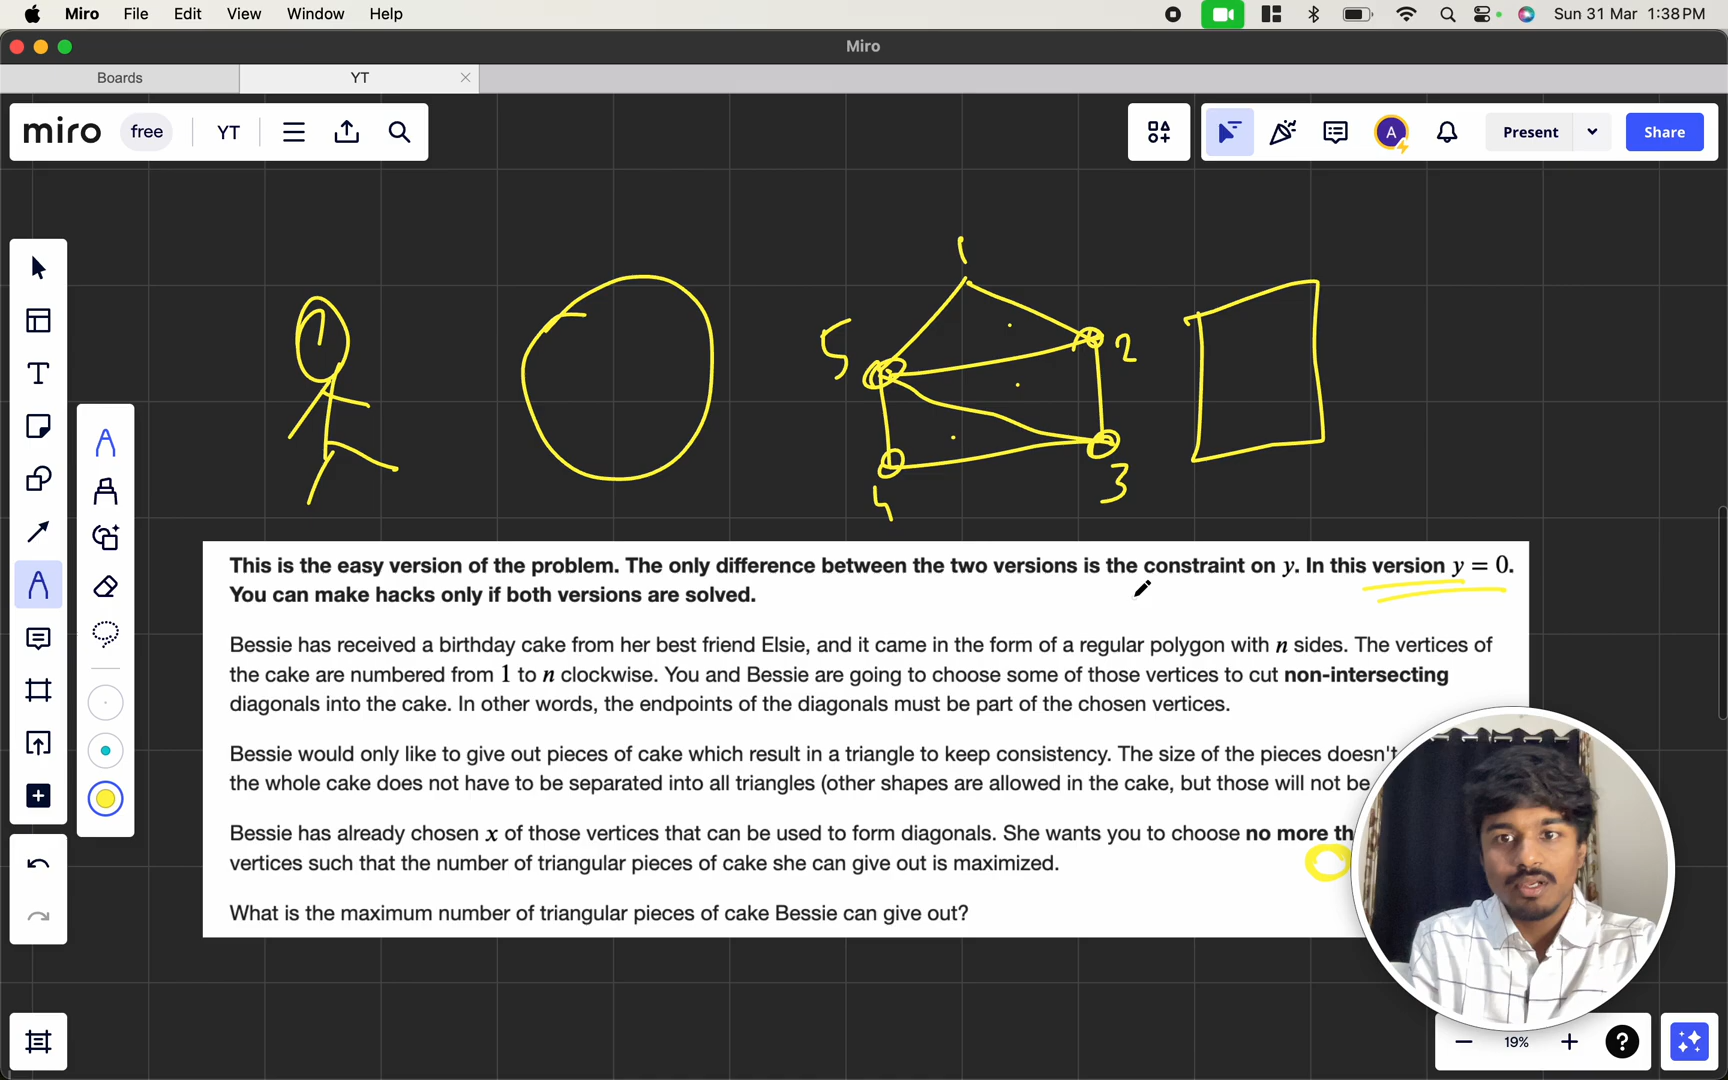 Miro File Edit View Window Help Sun 31 Mar 1:38 PM
Miro
Boards YT
miro free YT Present Share
A
1
5 2
4 3
This is the easy version of the problem. The only difference between the two versions is the constraint on y. In this version y = 0.
You can make hacks only if both versions are solved.
Bessie has received a birthday cake from her best friend Elsie, and it came in the form of a regular polygon with n sides. The vertices of
the cake are numbered from 1 to n clockwise. You and Bessie are going to choose some of those vertices to cut non-intersecting
diagonals into the cake. In other words, the endpoints of the diagonals must be part of the chosen vertices.
Bessie would only like to give out pieces of cake which result in a triangle to keep consistency. The size of the pieces doesn't
the whole cake does not have to be separated into all triangles (other shapes are allowed in the cake, but those will not be
Bessie has already chosen x of those vertices that can be used to form diagonals. She wants you to choose no more
vertices such that the number of triangular pieces of cake she can give out is maximized.
What is the maximum number of triangular pieces of cake Bessie can give out?
19%